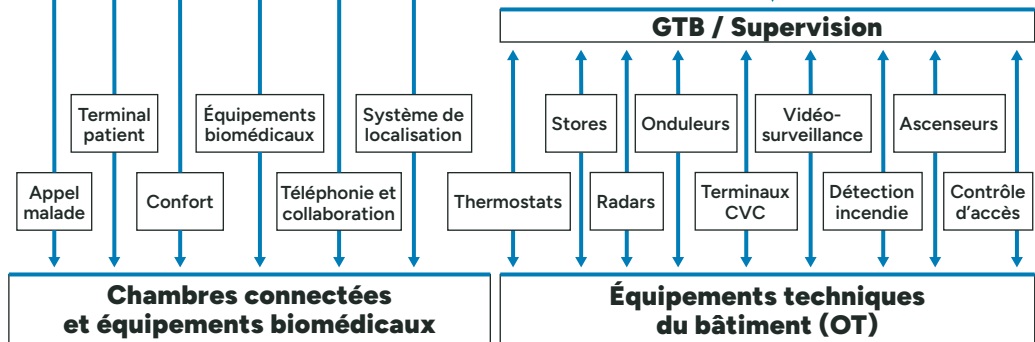 GTB / Supervision
Terminal
patient
Équipements
biomédicaux
Système de
localisation
Stores
Onduleurs
Vidéo-
surveillance
Ascenseurs
Appel
malade
Confort
Téléphonie et
collaboration
Thermostats
Radars
Terminaux
CVC
Détection
incendie
Contrôle
d'accès
Chambres connectées
et équipements biomédicaux
Équipements techniques
du bâtiment (OT)